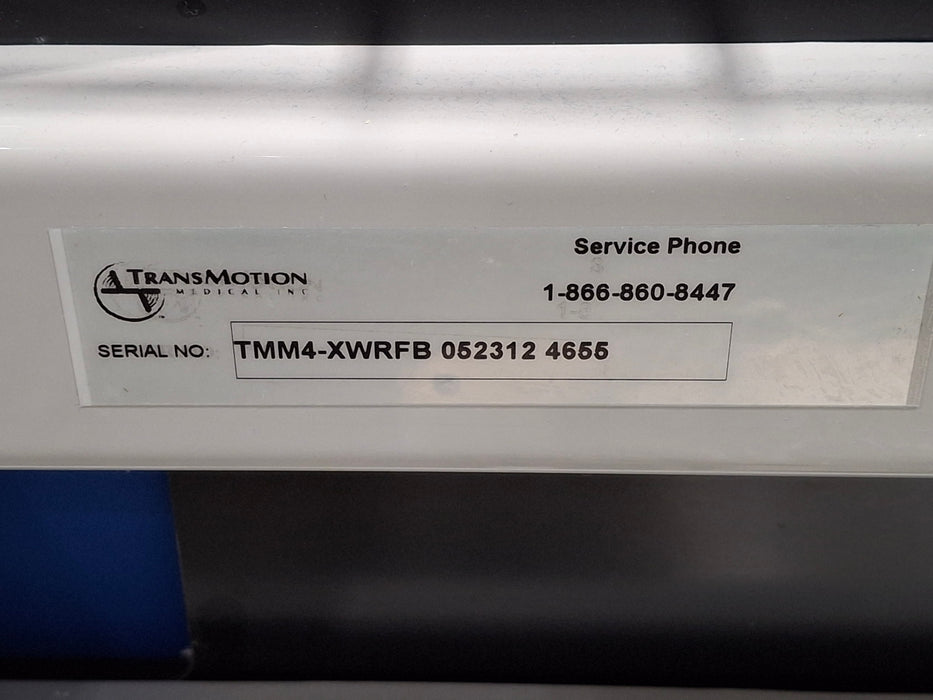 Service Phone
TRANSMOTION
MEDICAL INC
1-866-860-8447
SERIAL NO: TMM4-XWRFB 052312 4655